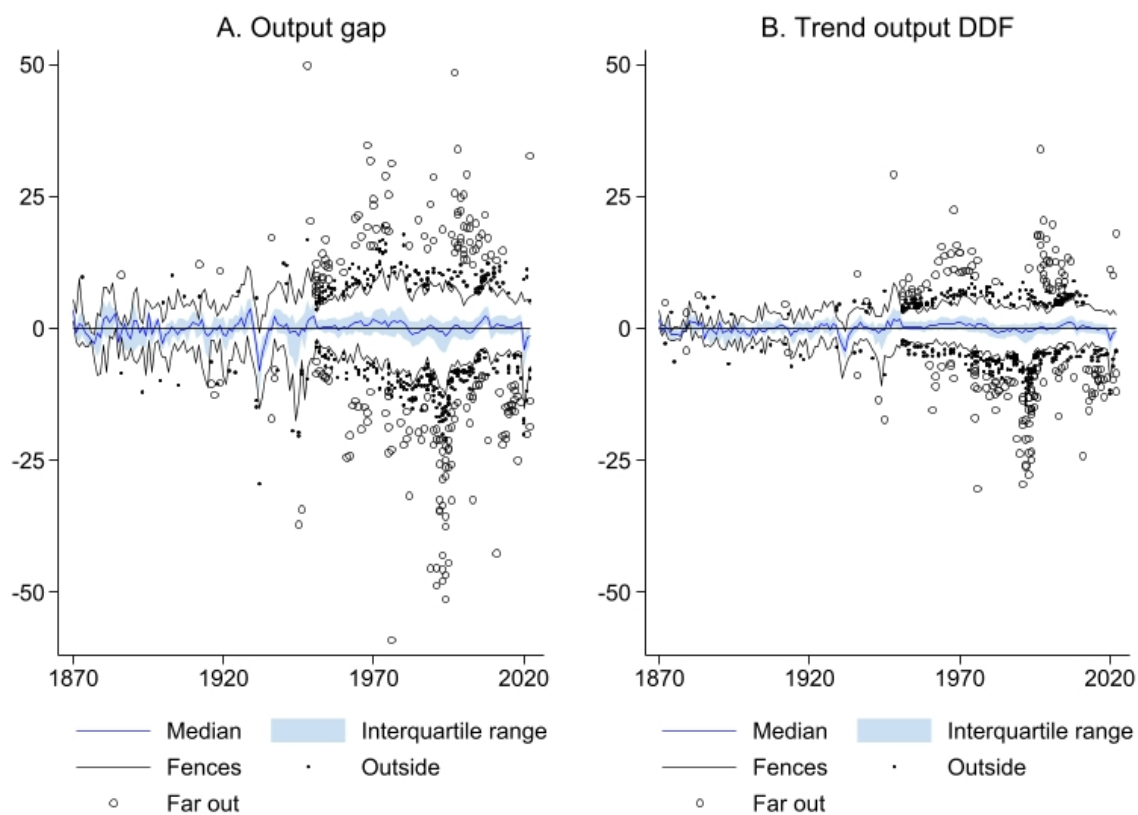 A. Output gap
50
25
0
-25
-50
1870 1920 1970 2020
Median Interquartile range
Fences Outside
Far out
B. Trend output DDF
50
25
0
-25
-50
1870 1920 1970 2020
Median Interquartile range
Fences Outside
Far out